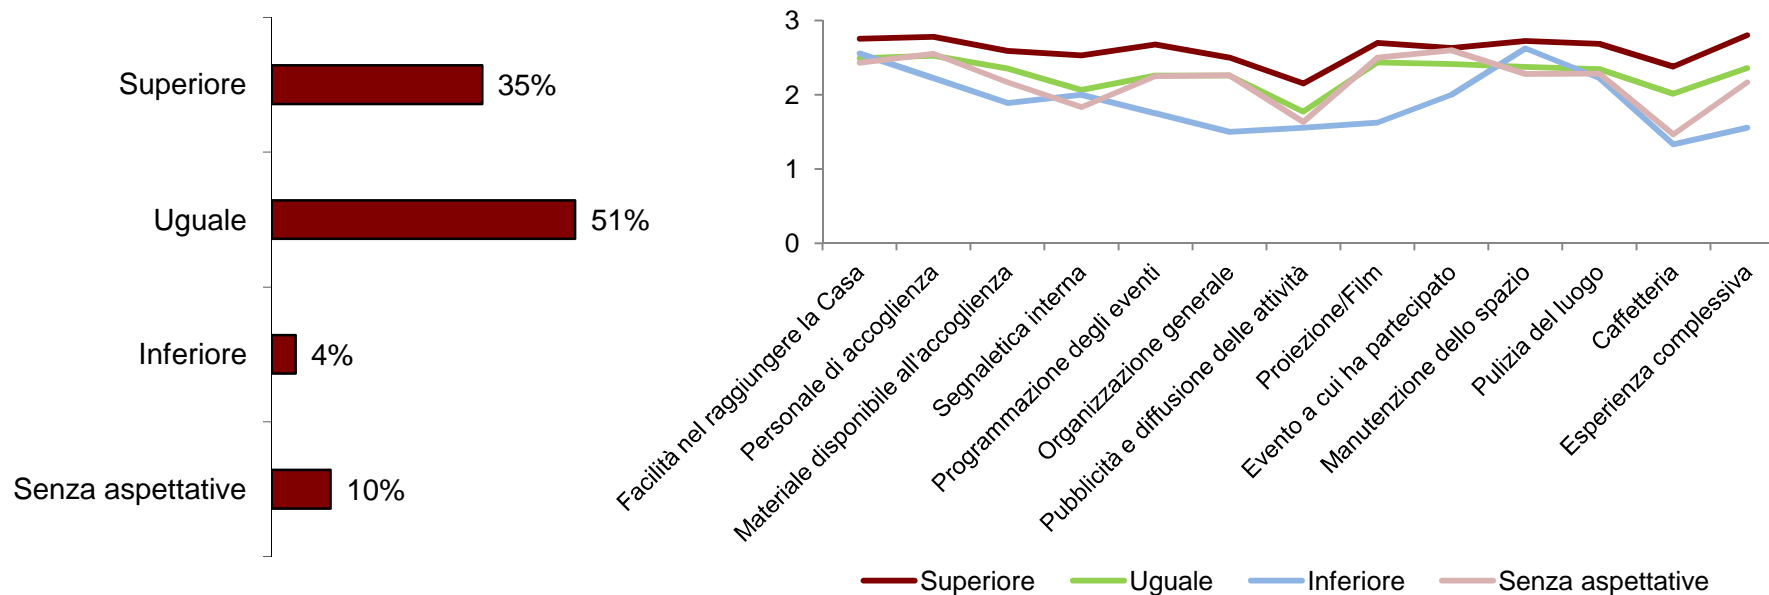 Superiore
35%
Uguale
51%
Inferiore
4%
Senza aspettative
10%
3
2
1
0
Facilità nel raggiungere la Casa
Personale di accoglienza
Materiale disponibile all'accoglienza
Segnaletica interna
Programmazione degli eventi
Organizzazione generale
Pubblicità e diffusione delle attività
Proiezione/Film
Evento a cui ha partecipato
Manutenzione dello spazio
Pulizia del luogo
Caffetteria
Esperienza complessiva
Superiore
Uguale
Inferiore
Senza aspettative